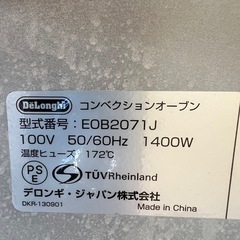 DeLonghi コンベクションオーブン
型式番号：EOB2071J
100V 50/60Hz 1400W
温度ヒューズ 172℃
PS
E
TÜVRheinland
デロンギ・ジャパン株式会社
DKR-130901 Made in China